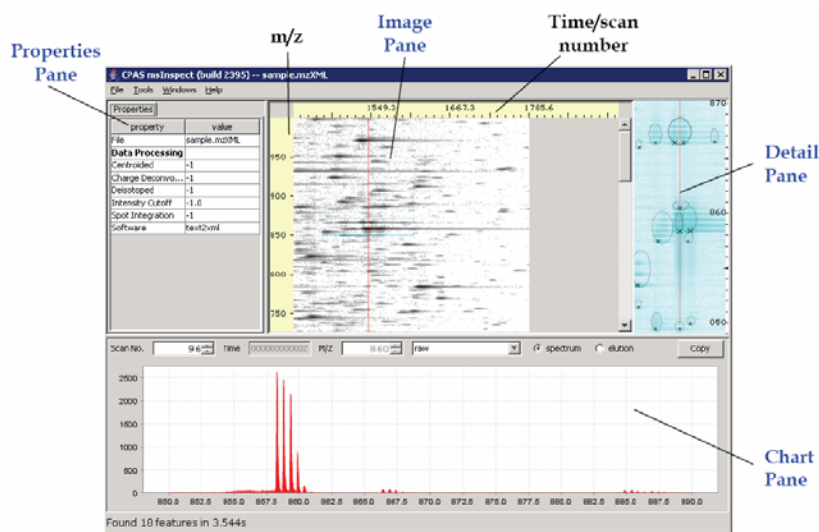 Properties
Pane
m/z
Image
Pane
Time/scan
number
CPAS msInspect (build 2395) -- sample.mzXML
File Tools Windows Help
Properties
property value
File sample.mzXML
Data Processing
Centroided -1
Charge Deconvo... -1
Deisotoped -1
Intensity Cutoff -1.0
Spot Integration -1
Software text2xml
1549.3 1667.3 1785.6
950
900
850
800
750
870
860
850
Detail
Pane
Scan No. 96 Time M/Z 860 raw spectrum elution Copy
2500
2000
1500
1000
500
0
850.0 852.5 855.0 857.5 860.0 862.5 865.0 867.5 870.0 872.5 875.0 877.5 880.0 882.5 885.0 887.5 890.0
Chart
Pane
Found 18 features in 3.544s